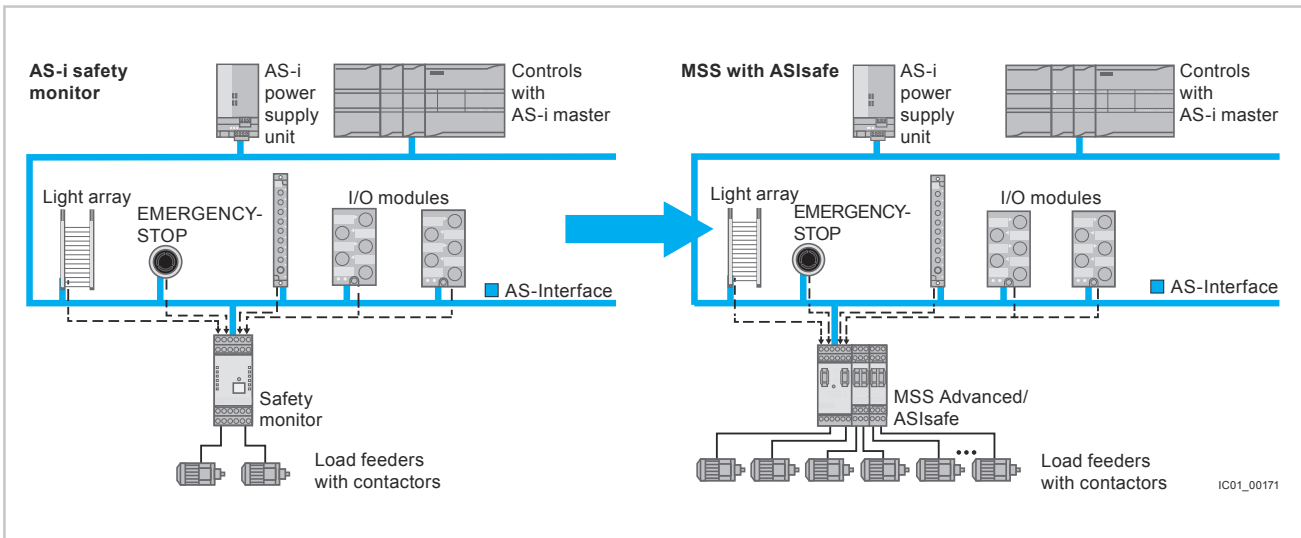 AS-i safety
monitor
AS-i
power
supply
unit
Controls
with
AS-i master
Light array
EMERGENCY-
STOP
I/O modules
AS-Interface
Safety
monitor
Load feeders
with contactors
MSS with ASIsafe
AS-i
power
supply
unit
Controls
with
AS-i master
Light array
EMERGENCY-
STOP
I/O modules
AS-Interface
MSS Advanced/
ASIsafe
Load feeders
with contactors
IC01_00171